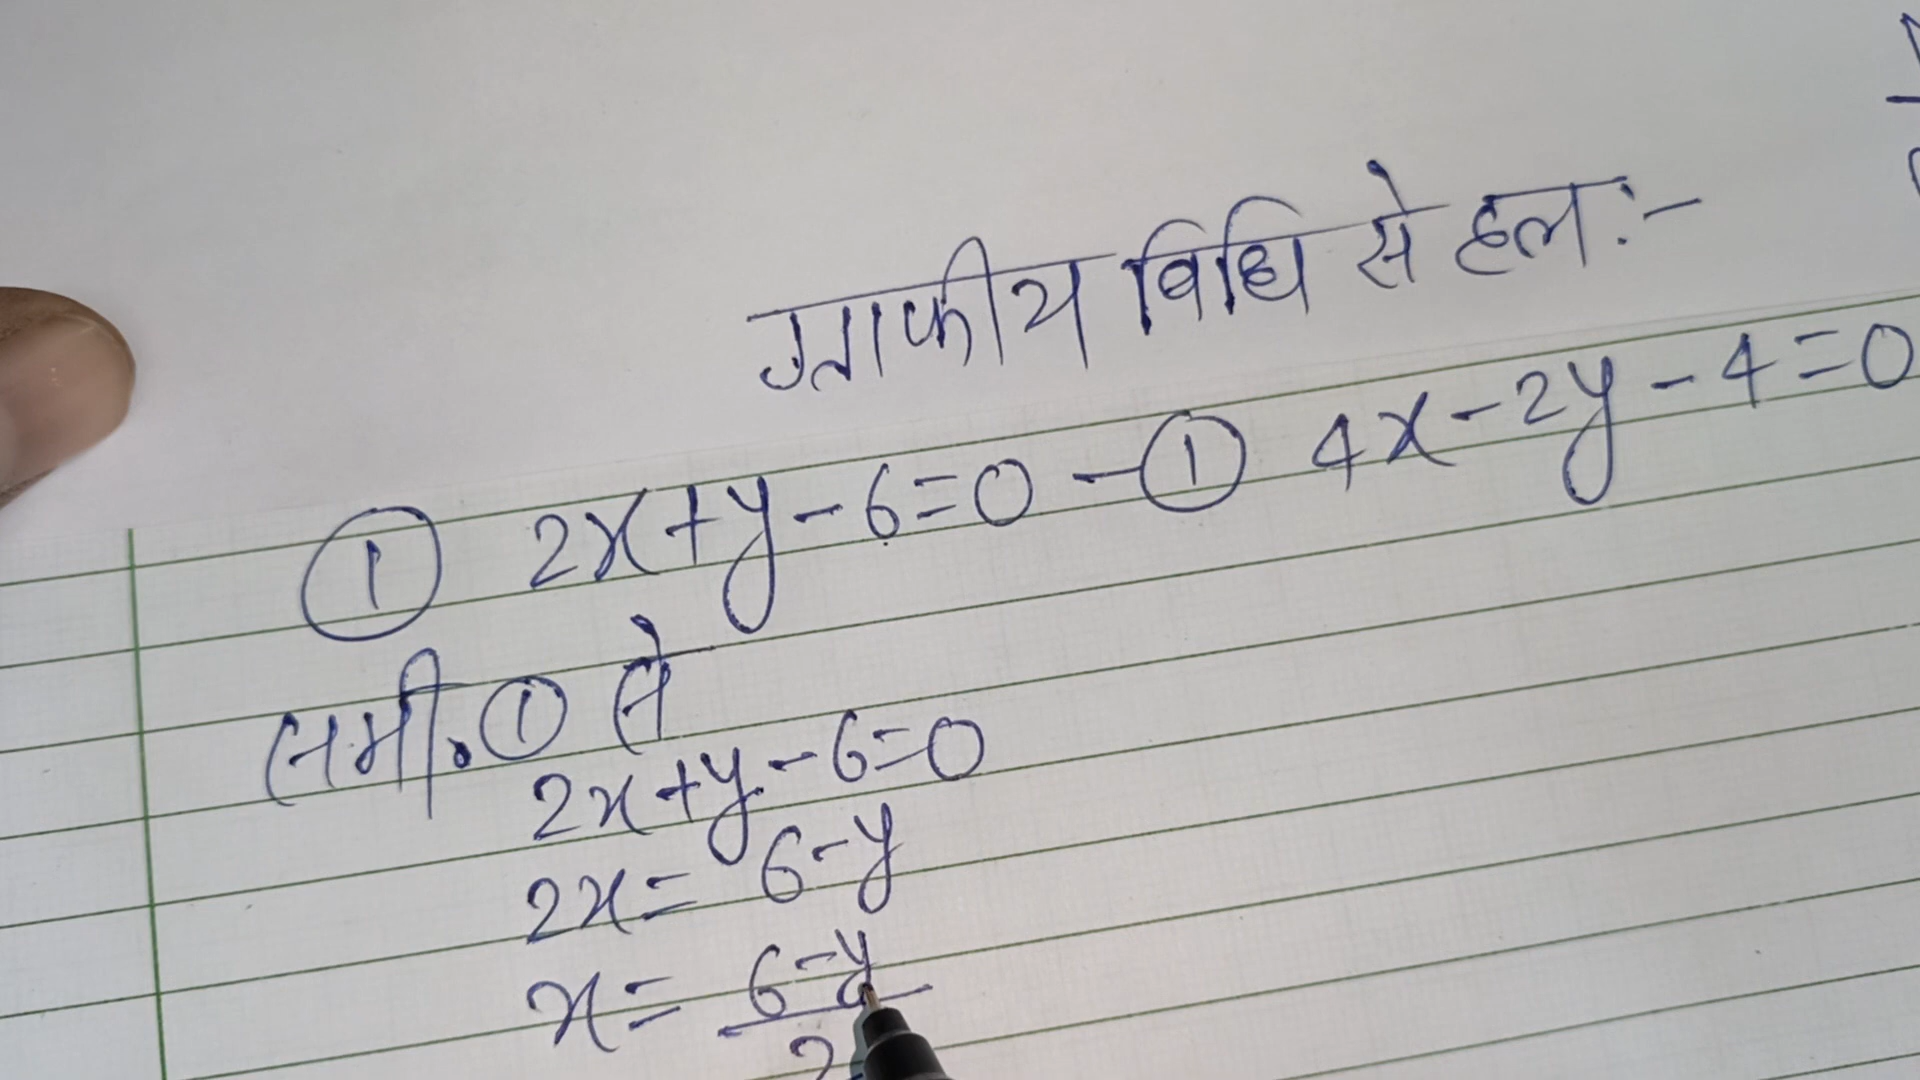 ग्राफीय विधि से हल :-
① 2x+y-6=0 -① 4x-2y-4=0
समी.① से
2x+y-6=0
2x= 6-y
x= 6-y/2